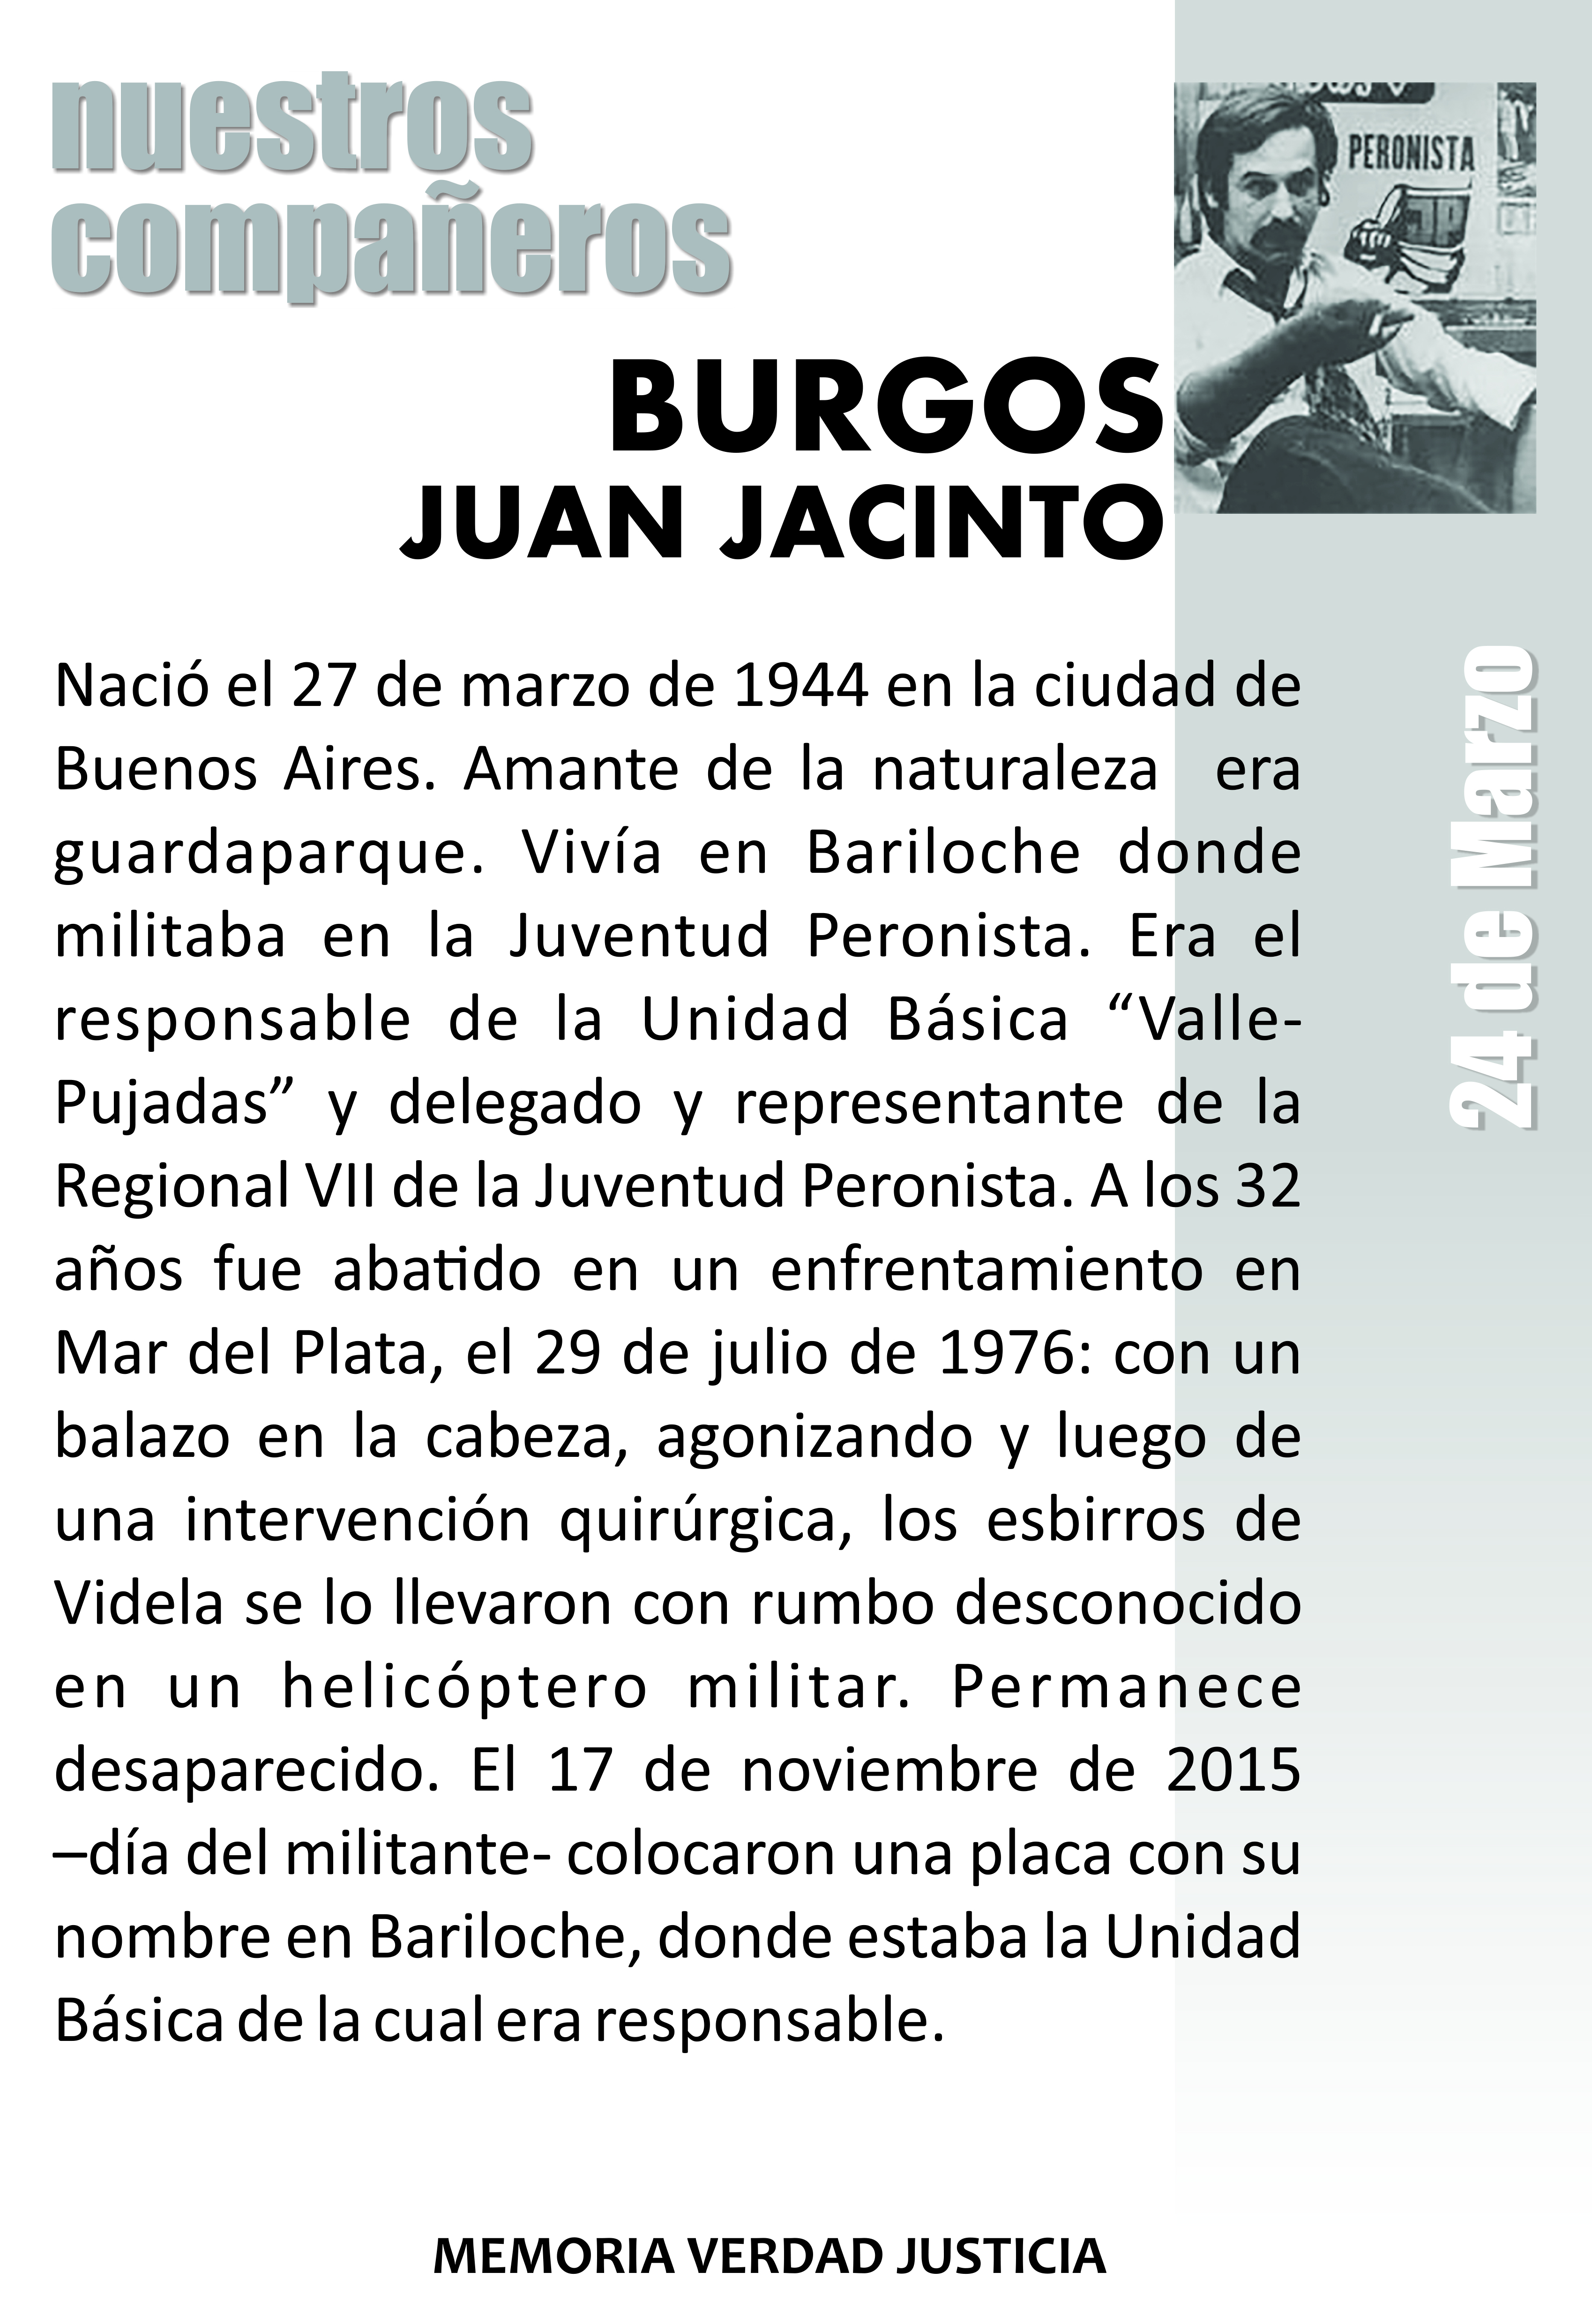 nuestros
compañeros
PERONISTA
BURGOS
JUAN JACINTO
Nació el 27 de marzo de 1944 en la ciudad de
Buenos Aires. Amante de la naturaleza era
guardaparque. Vivía en Bariloche donde
militaba en la Juventud Peronista. Era el
responsable de la Unidad Básica “Valle-
Pujadas” y delegado y representante de la
Regional VII de la Juventud Peronista. A los 32
años fue abatido en un enfrentamiento en
Mar del Plata, el 29 de julio de 1976: con un
balazo en la cabeza, agonizando y luego de
una intervención quirúrgica, los esbirros de
Videla se lo llevaron con rumbo desconocido
en un helicóptero militar. Permanece
desaparecido. El 17 de noviembre de 2015
–día del militante- colocaron una placa con su
nombre en Bariloche, donde estaba la Unidad
Básica de la cual era responsable.
24 de Marzo
MEMORIA VERDAD JUSTICIA